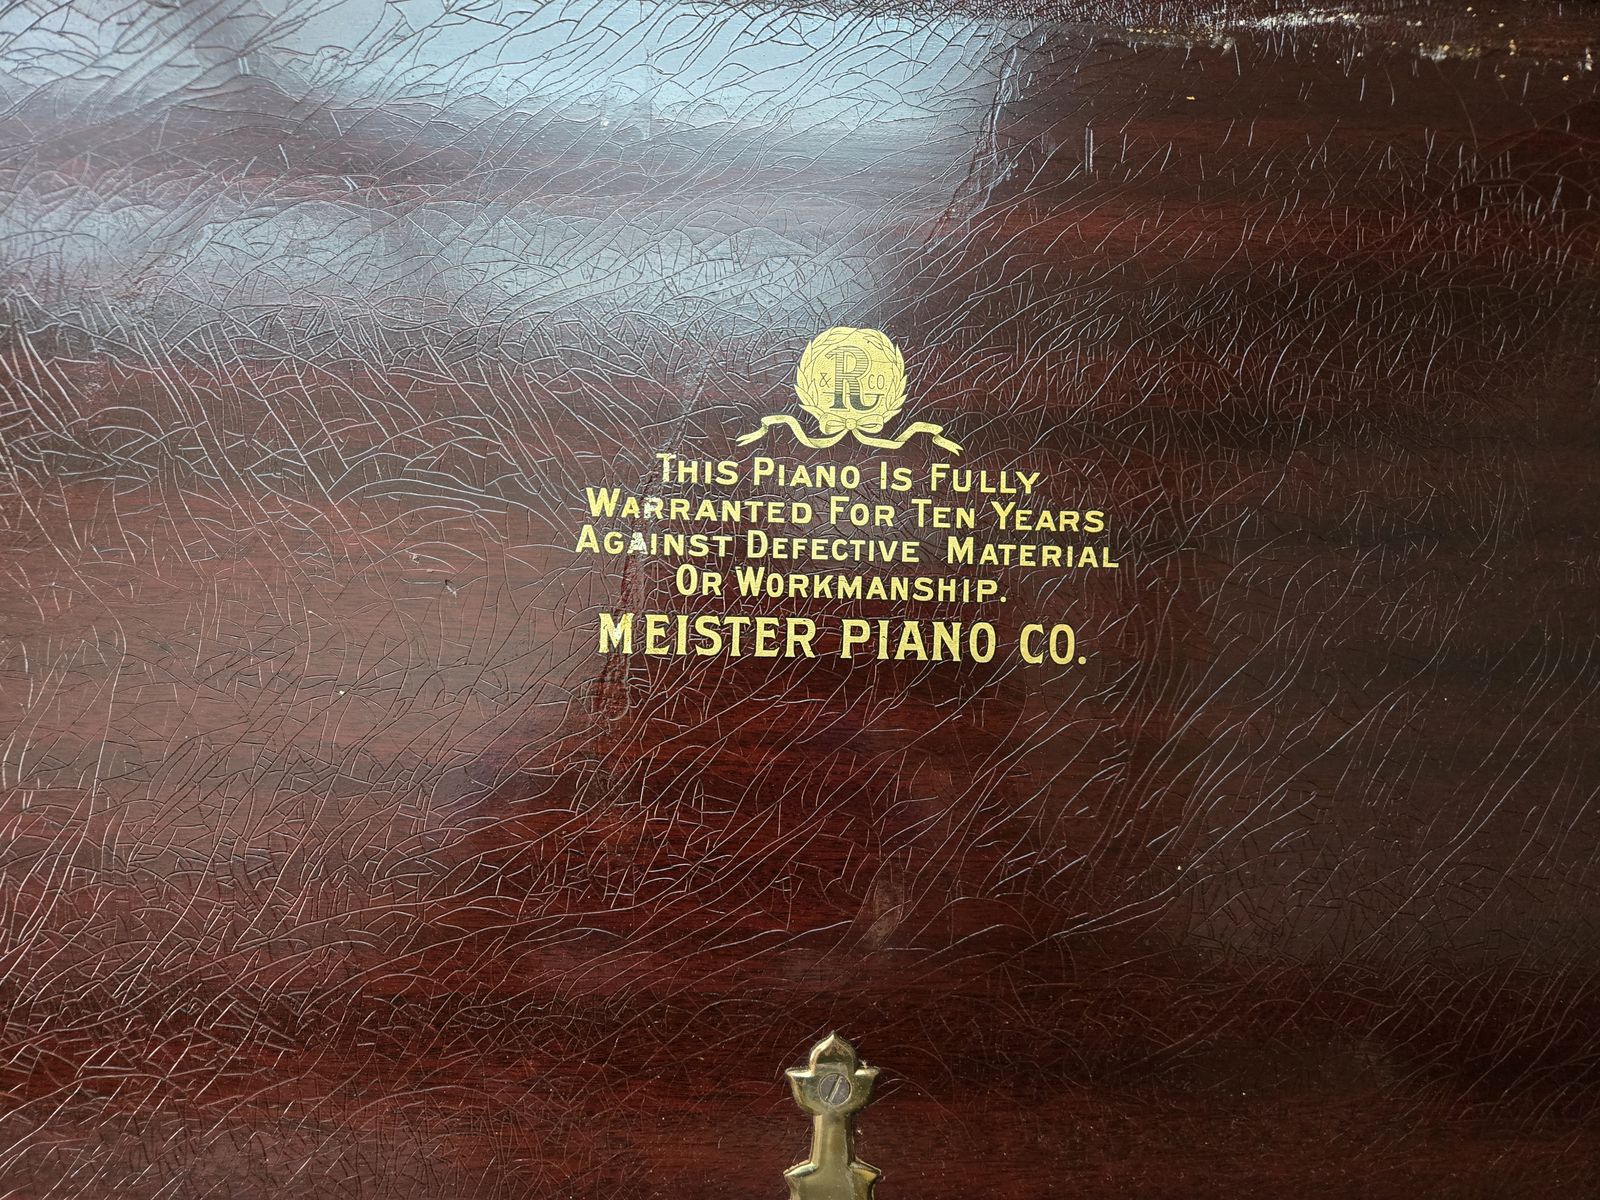 & R CO
THIS PIANO IS FULLY
WARRANTED FOR TEN YEARS
AGAINST DEFECTIVE MATERIAL
OR WORKMANSHIP.
MEISTER PIANO CO.